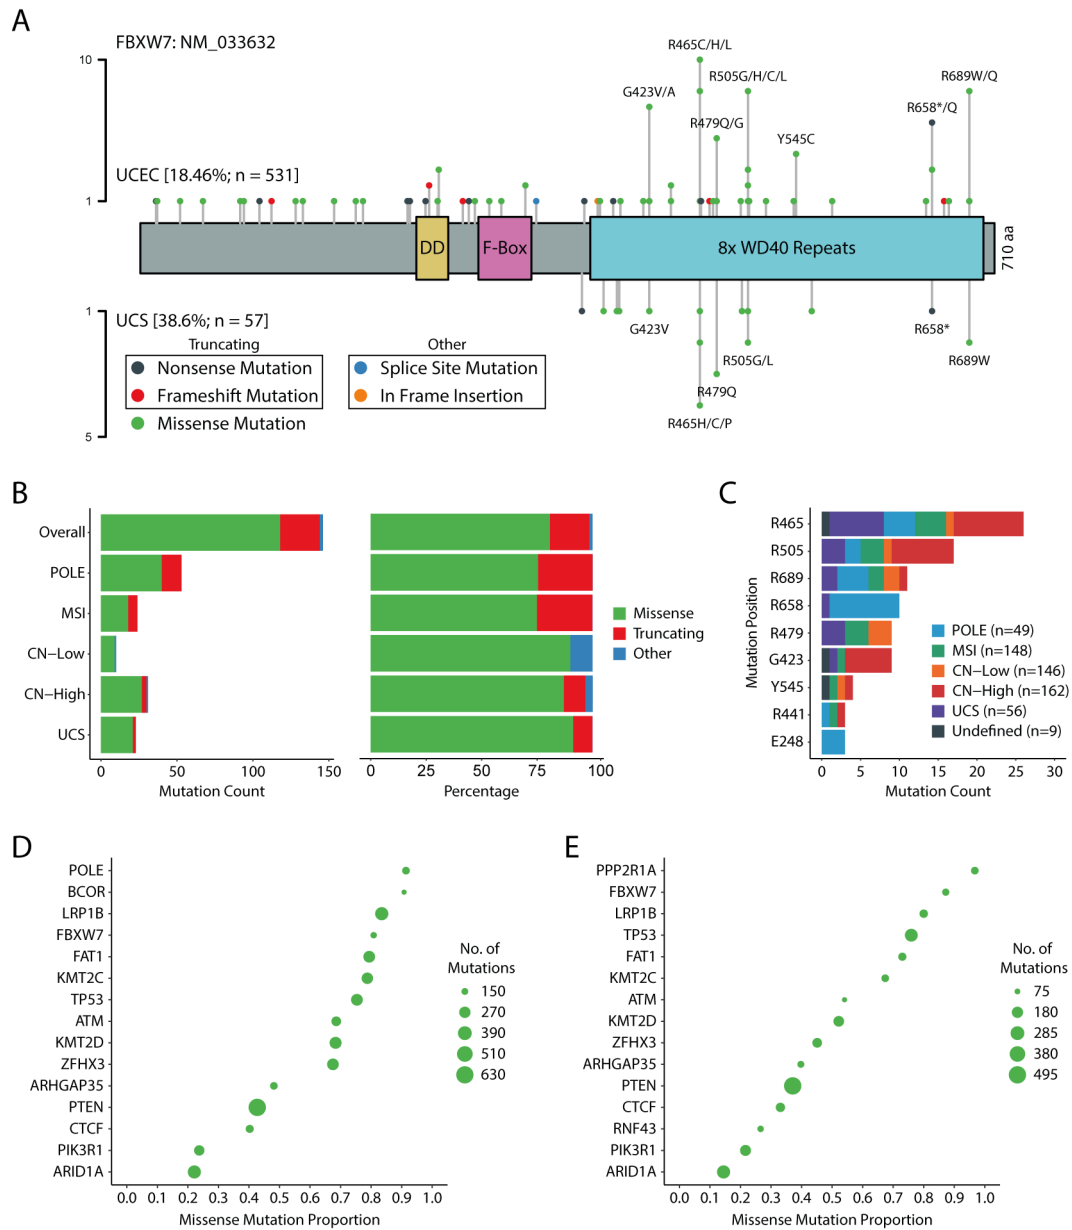 A
FBXW7: NM_033632
10
R465C/H/L
R505G/H/C/L
R689W/Q
G423V/A
R658*/Q
R479Q/G
Y545C
UCEC [18.46%; n = 531]
1
DD
F-Box
8x WD40 Repeats
710 aa
1
UCS [38.6%; n = 57]
G423V
R658*
Truncating
Other
R505G/L
R689W
Nonsense Mutation
Splice Site Mutation
Frameshift Mutation
In Frame Insertion
R479Q
Missense Mutation
R465H/C/P
5
B
Overall
POLE
MSI
CN−Low
CN−High
UCS
0
50
100
150
Mutation Count
0
25
50
75
100
Percentage
Missense
Truncating
Other
C
Mutation Position
R465
R505
R689
R658
R479
G423
Y545
R441
E248
POLE (n=49)
MSI (n=148)
CN−Low (n=146)
CN−High (n=162)
UCS (n=56)
Undefined (n=9)
0
5
10
15
20
25
30
Mutation Count
D
POLE
BCOR
LRP1B
FBXW7
FAT1
KMT2C
TP53
ATM
KMT2D
ZFHX3
ARHGAP35
PTEN
CTCF
PIK3R1
ARID1A
No. of
Mutations
150
270
390
510
630
0.0 0.1 0.2 0.3 0.4 0.5 0.6 0.7 0.8 0.9 1.0
Missense Mutation Proportion
E
PPP2R1A
FBXW7
LRP1B
TP53
FAT1
KMT2C
ATM
KMT2D
ZFHX3
ARHGAP35
PTEN
CTCF
RNF43
PIK3R1
ARID1A
No. of
Mutations
75
180
285
380
495
0.0 0.1 0.2 0.3 0.4 0.5 0.6 0.7 0.8 0.9 1.0
Missense Mutation Proportion